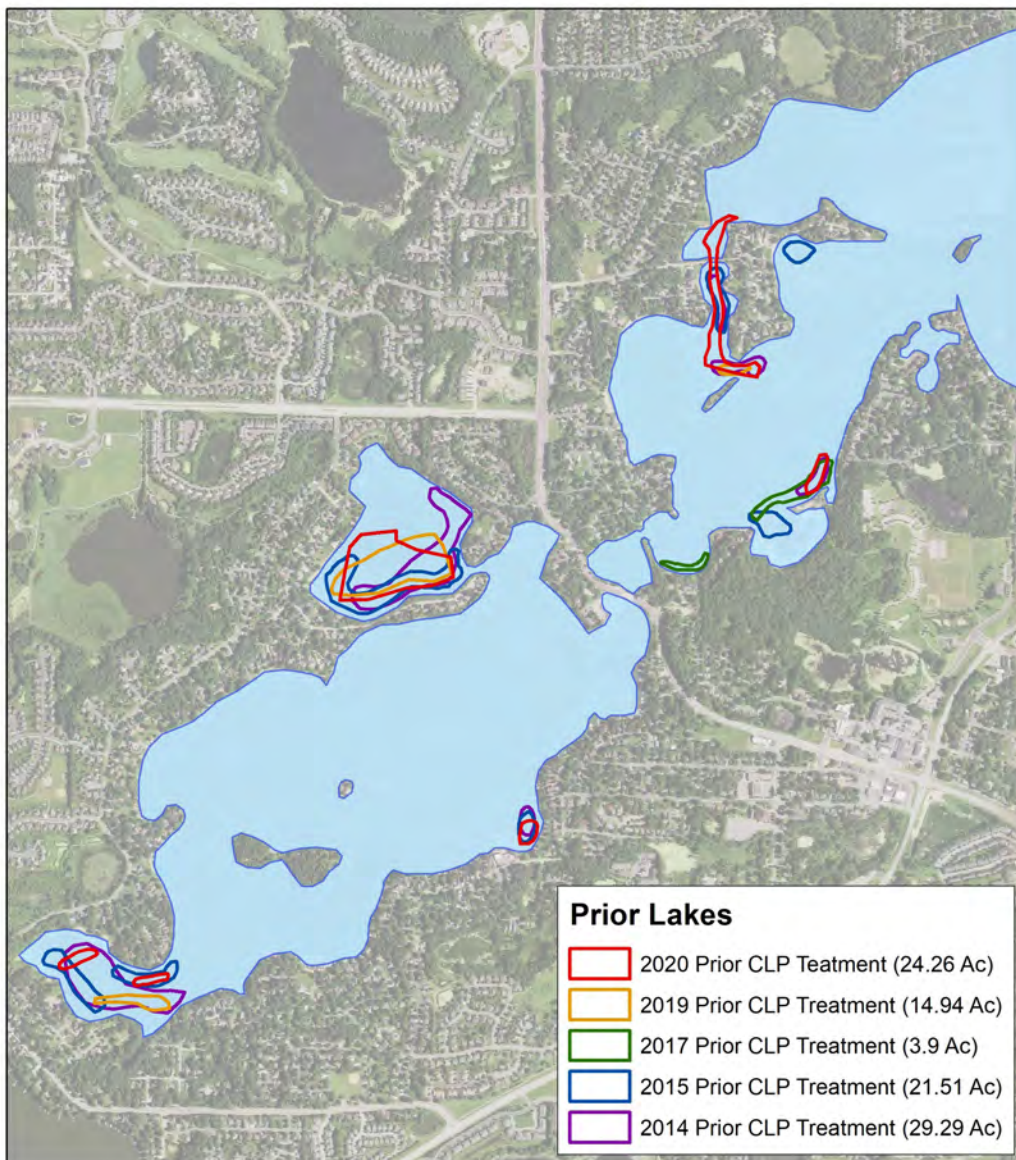 Prior Lakes
2020 Prior CLP Teatment (24.26 Ac)
2019 Prior CLP Treatment (14.94 Ac)
2017 Prior CLP Treatment (3.9 Ac)
2015 Prior CLP Treatment (21.51 Ac)
2014 Prior CLP Treatment (29.29 Ac)